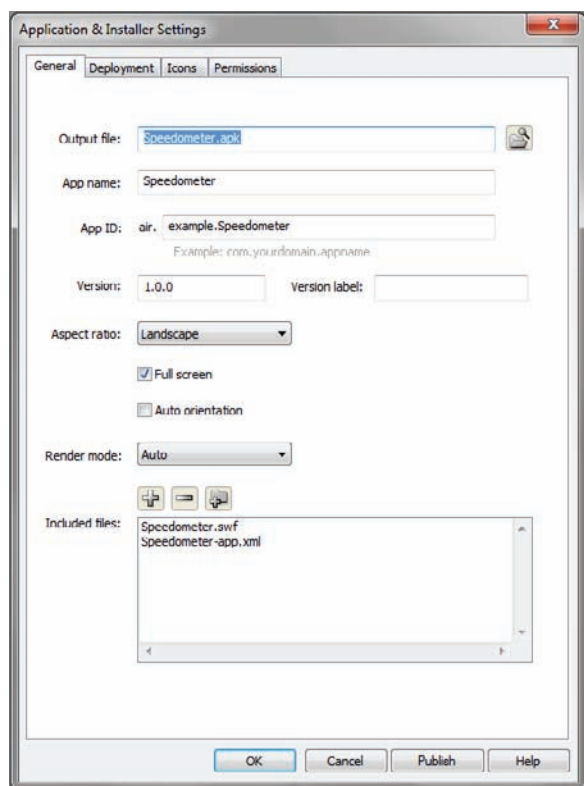 Application & Installer Settings
General Deployment Icons Permissions
Output file: Speedometer.apk
App name: Speedometer
App ID: air. example.Speedometer
Example: com.yourdomain.appname
Version: 1.0.0 Version label:
Aspect ratio: Landscape
Full screen
Auto orientation
Render mode: Auto
Included files:
Speedometer.swf
Speedometer-app.xml
OK Cancel Publish Help